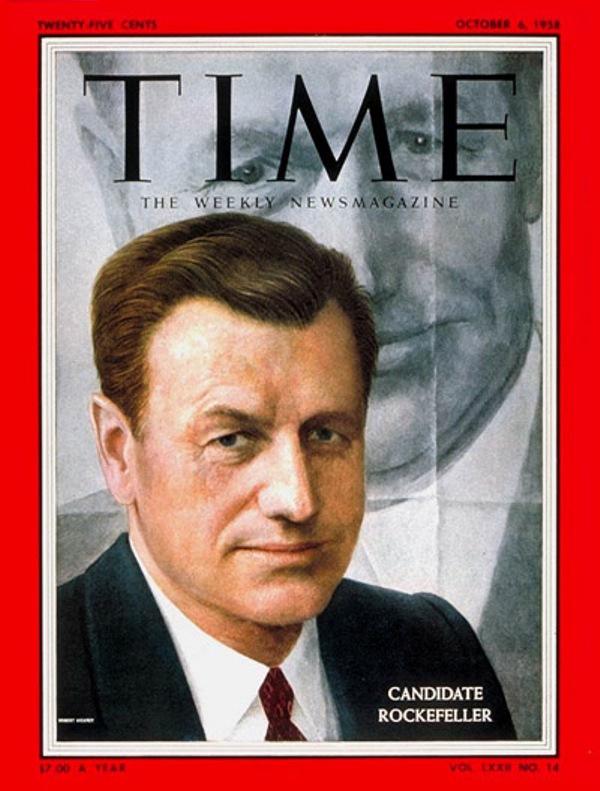 TWENTY-FIVE CENTS OCTOBER 6, 1958
TIME
THE WEEKLY NEWSMAGAZINE
CANDIDATE
ROCKEFELLER
$7.00 A YEAR VOL. LXXII NO. 14